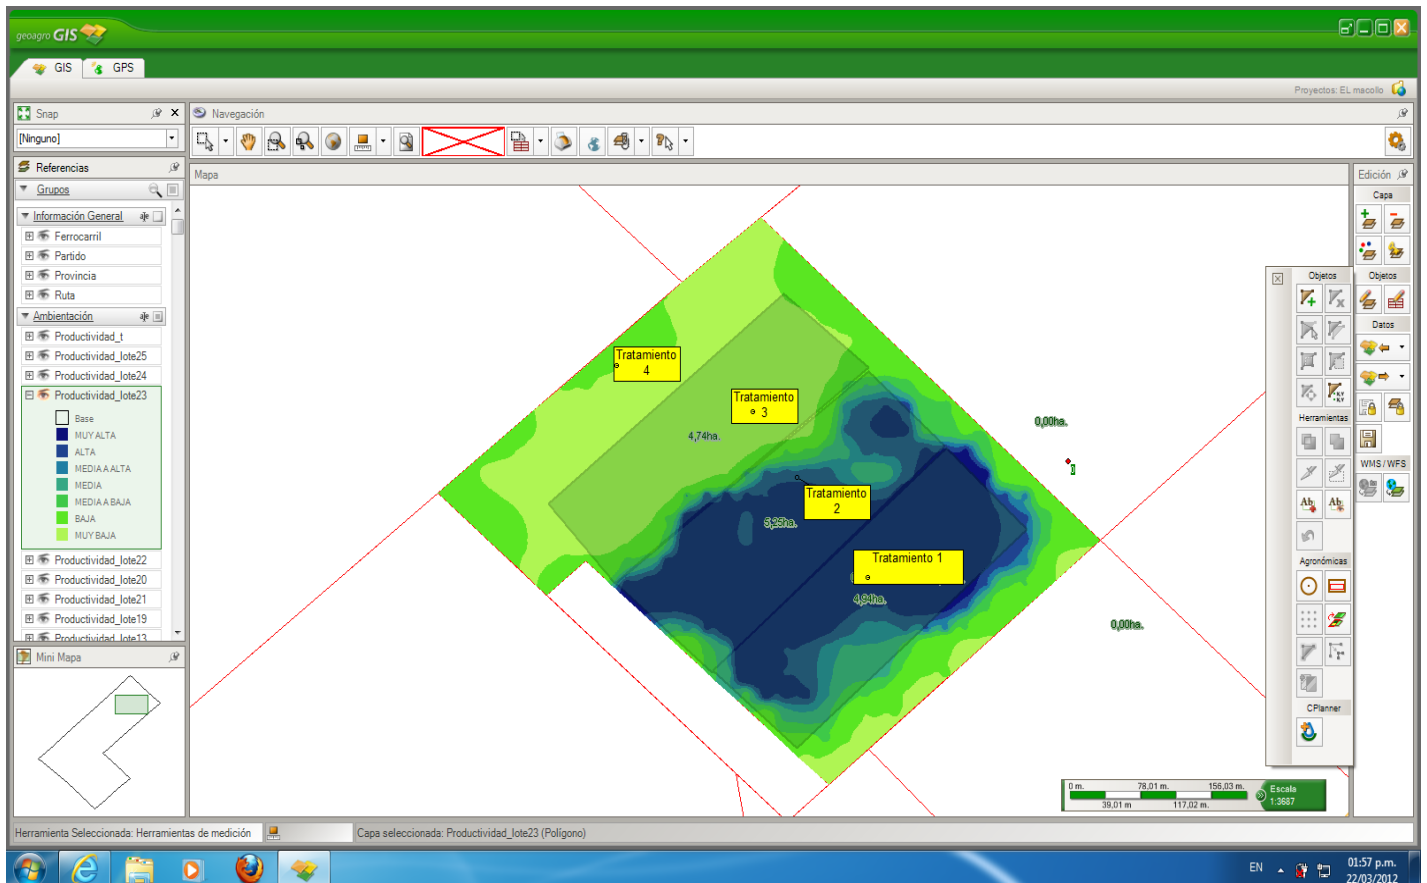 geoagro GIS
GIS
GPS
Proyectos: EL macollo
Snap
[Ninguno]
Navegación
Referencias
Grupos
Información General
Ferrocarril
Partido
Provincia
Ruta
Ambientación
Productividad_t
Productividad_lote25
Productividad_lote24
Productividad_lote23
Base
MUY ALTA
ALTA
MEDIA A ALTA
MEDIA
MEDIA A BAJA
BAJA
MUY BAJA
Productividad_lote22
Productividad_lote20
Productividad_lote21
Productividad_lote19
Productividad_lote13
Mini Mapa
Mapa
Tratamiento
4
Tratamiento
3
4,74ha.
0,00ha.
Tratamiento
2
5,25ha.
Tratamiento 1
4,94ha.
0,00ha.
0 m.
78,01 m.
156,03 m.
39,01 m
117,02 m.
Escala
1:3687
Edición
Capa
Objetos
Datos
WMS / WFS
Objetos
Herramientas
Agronómicas
CPlanner
Herramienta Seleccionada: Herramientas de medición
Capa seleccionada: Productividad_lote23 (Polígono)
EN
01:57 p.m.
22/03/2012